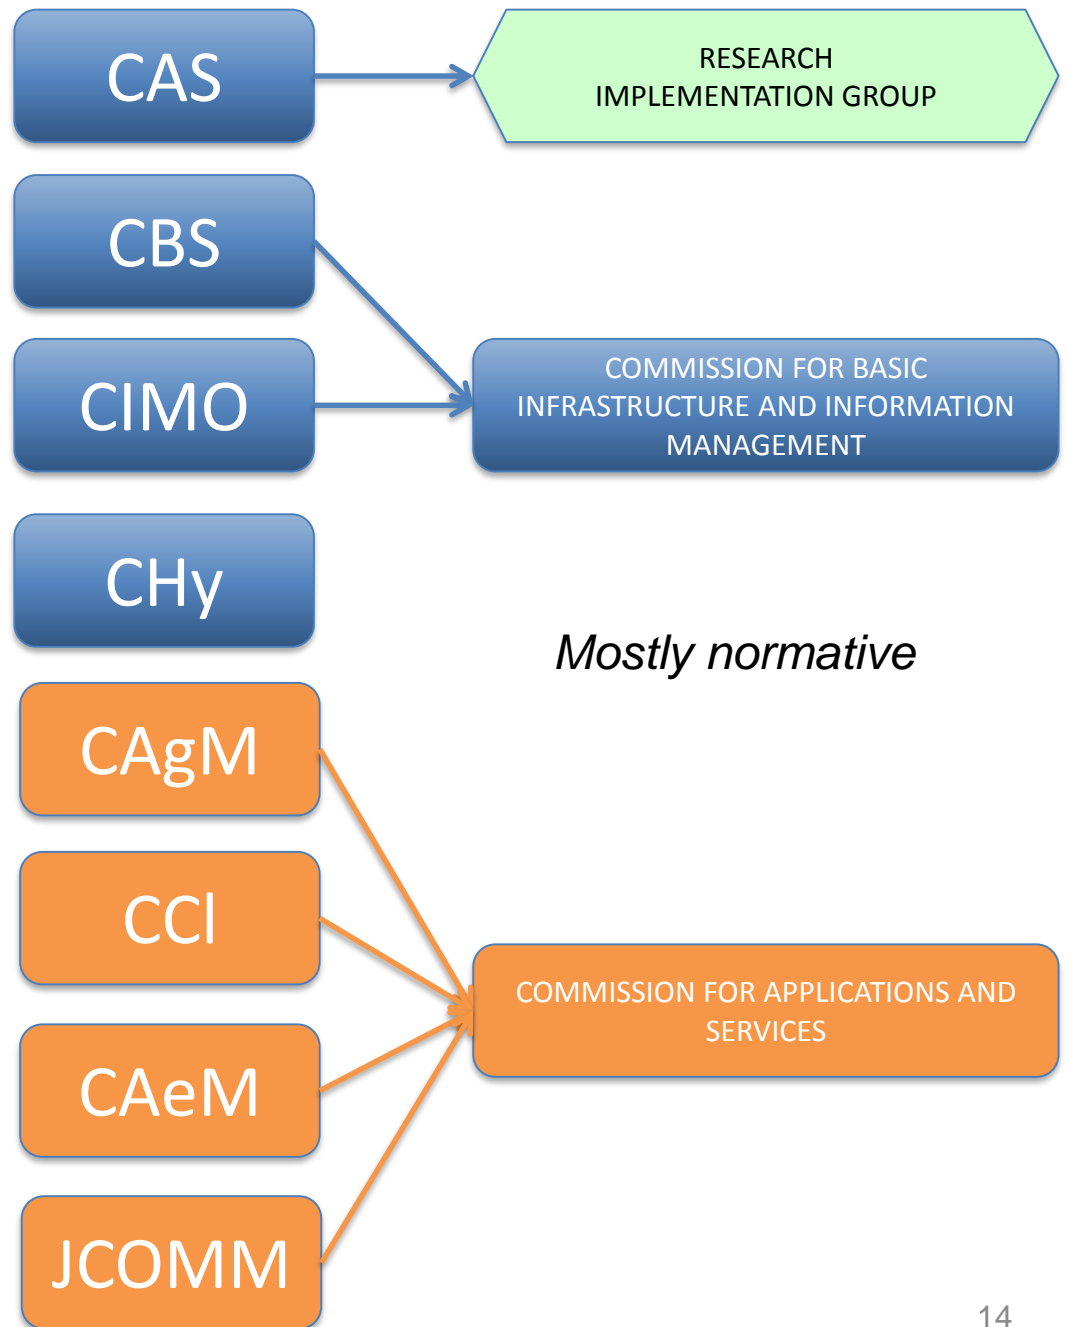 CAS
RESEARCH
IMPLEMENTATION GROUP
CBS
CIMO
COMMISSION FOR BASIC
INFRASTRUCTURE AND INFORMATION
MANAGEMENT
CHy
Mostly normative
CAgM
CCl
COMMISSION FOR APPLICATIONS AND
SERVICES
CAeM
JCOMM
14